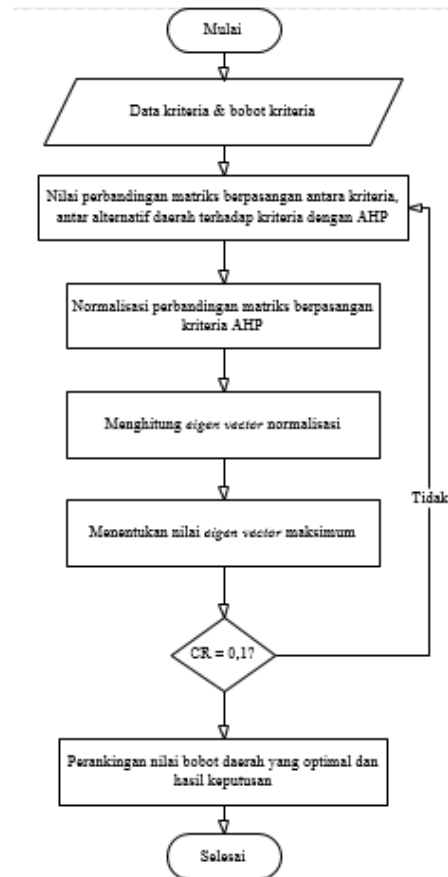 Mulai
Data kriteria & bobot kriteria
Nilai perbandingan matriks berpasangan antara kriteria,
antar alternatif daerah terhadap kriteria dengan AHP
Normalisasi perbandingan matriks berpasangan
kriteria AHP
Menghitung eigen vector normalisasi
Menentukan nilai eigen vector maksimum
Tidak
CR = 0,1?
Perankingan nilai bobot daerah yang optimal dan
hasil keputusan
Selesai